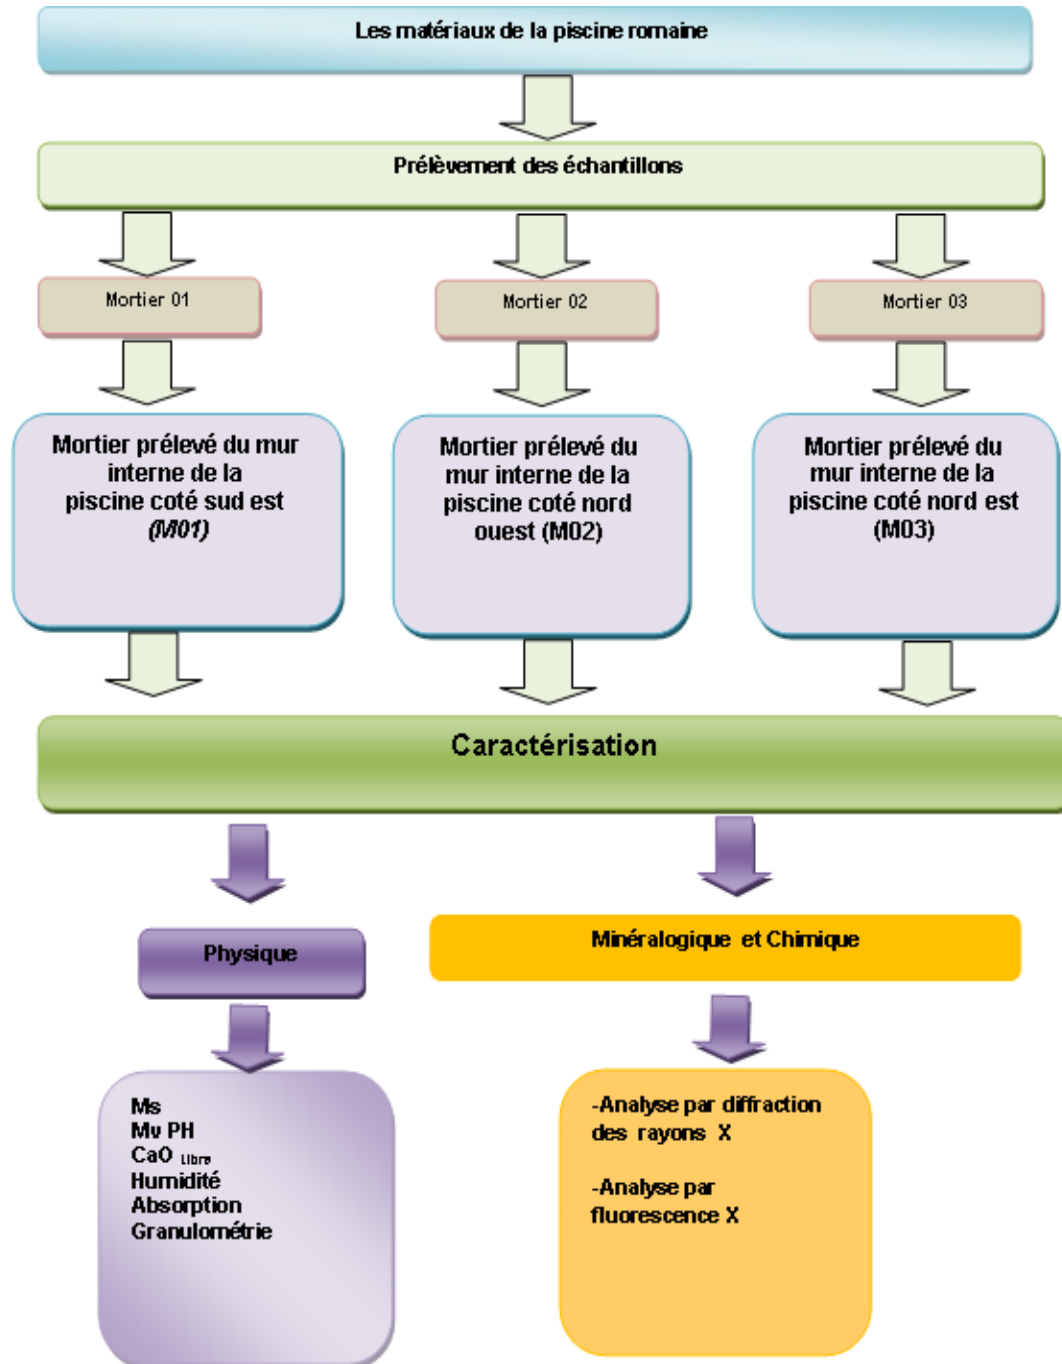 Les matériaux de la piscine romaine
Prélèvement des échantillons
Mortier 01
Mortier 02
Mortier 03
Mortier prélevé du mur
interne de la
piscine coté sud est
(M01)
Mortier prélevé du
mur interne de la
piscine coté nord
ouest (M02)
Mortier prélevé du
mur interne de la
piscine coté nord est
(M03)
Caractérisation
Physique
Minéralogique et Chimique
Ms
Mv PH
CaO Libre
Humidité
Absorption
Granulométrie
-Analyse par diffraction
des rayons X
-Analyse par
fluorescence X